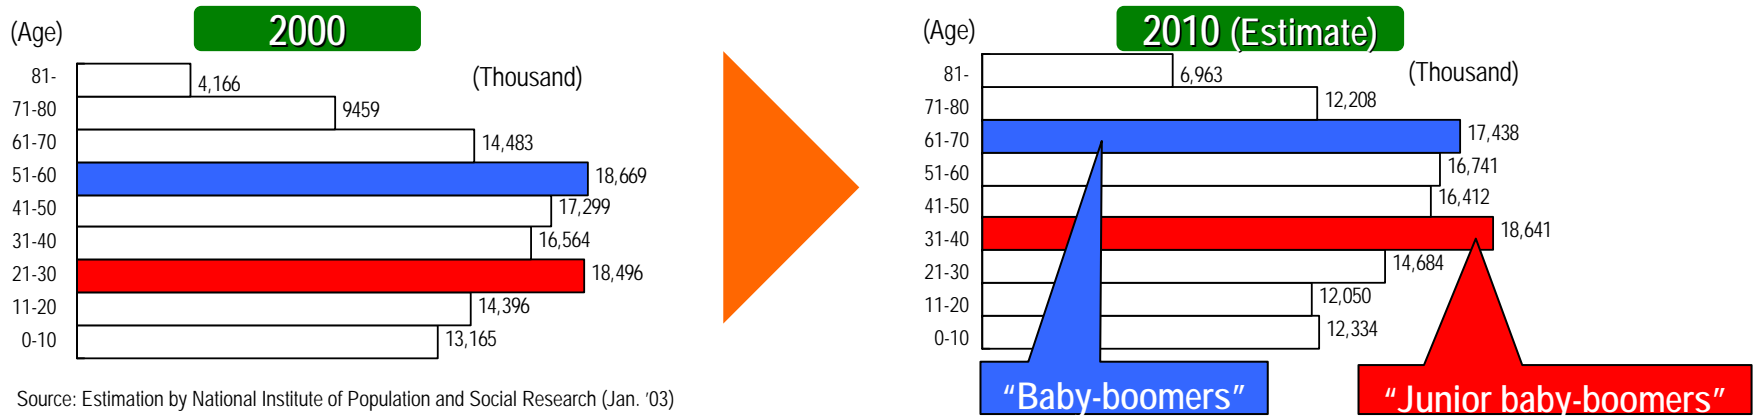 2000
(Age)
(Thousand)
81- 4,166
71-80 9459
61-70 14,483
51-60 18,669
41-50 17,299
31-40 16,564
21-30 18,496
11-20 14,396
0-10 13,165
Source: Estimation by National Institute of Population and Social Research (Jan. '03)
2010 (Estimate)
(Age)
(Thousand)
81- 6,963
71-80 12,208
61-70 17,438
51-60 16,741
41-50 16,412
31-40 18,641
21-30 14,684
11-20 12,050
0-10 12,334
“Baby-boomers”
“Junior baby-boomers”